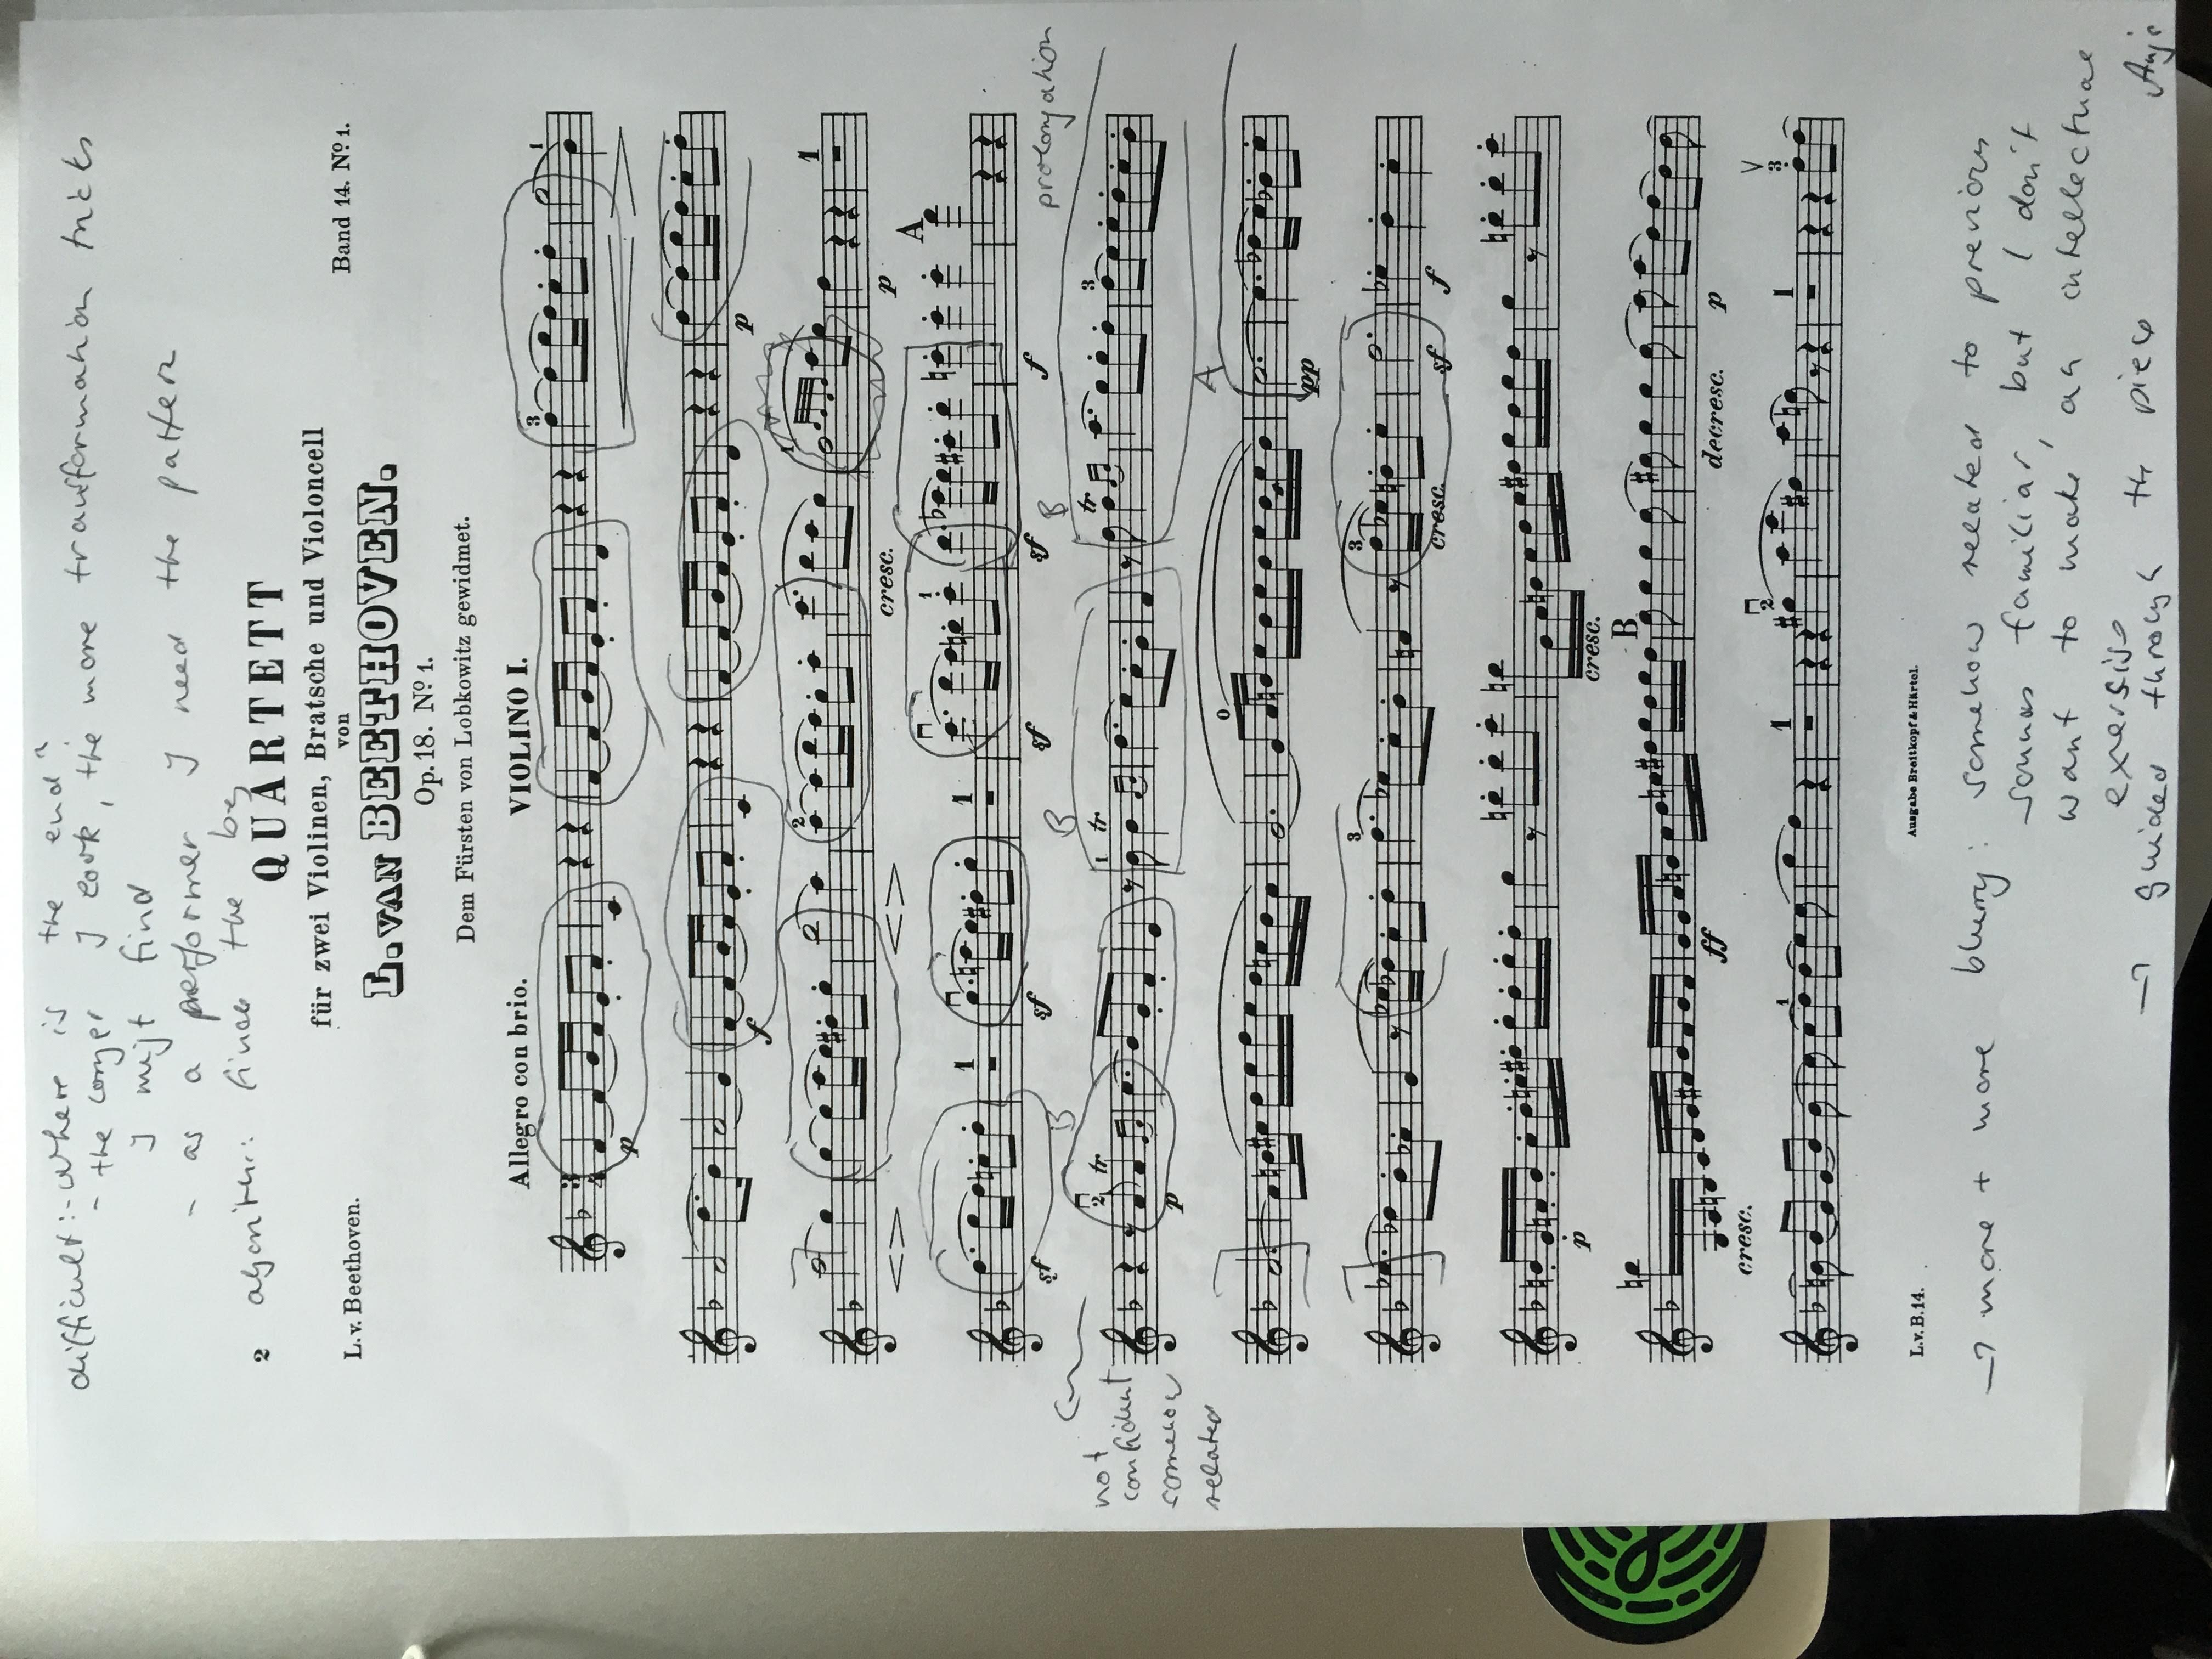 difficult: - Where is the end?
- the longer I look, the more transformation tricks
I migt find
- as a performer I need the pattern
2 algorithm: finds the beg
QUARTETT
für zwei Violinen, Bratsche und Violoncell
von
L. v. Beethoven.
Band 14. Nº 1.
L. VAN BEETHOVEN.
Op. 18. Nº 1.
Dem Fürsten von Lobkowitz gewidmet.
Allegro con brio. VIOLINO I.
3 1
3
4
p
f p
2 1 1
cresc. p
A
1 1 1
sf sf sf sf f
prolongation
B B B
not
confident
somehow
related
2 tr 1 tr tr 3
p
A
0
pp
3 3
cresc. sf f
p cresc.
B
cresc. ff decresc. p
1 1 2 1 3
L. v. B. 14. Ausgabe Breitkopf & Härtel.
→ more + more blurry: somehow related to previous
sounds familiar, but I don't
want to make an intellectual
exersise
→ guided through th piece